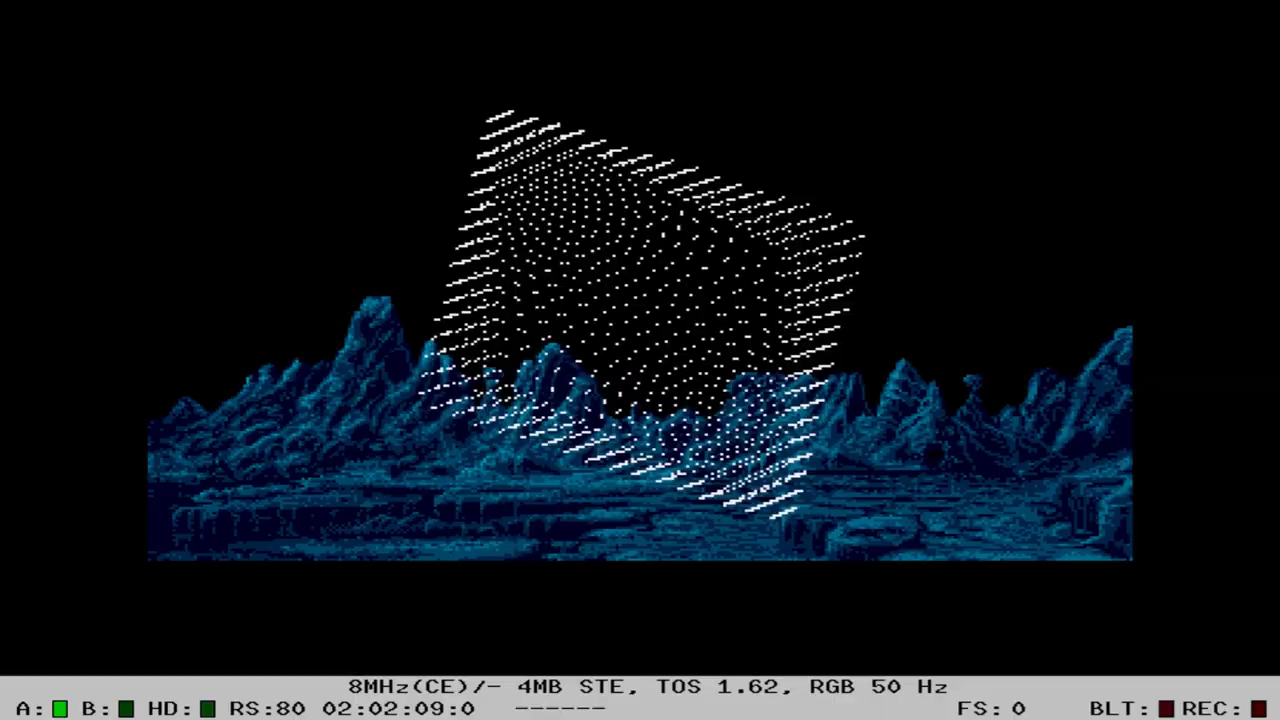 8MHz(CE)/- 4MB STE, TOS 1.62, RGB 50 Hz
A: B: HD: RS:80 02:02:09:0 ------ FS: 0 BLT: REC: